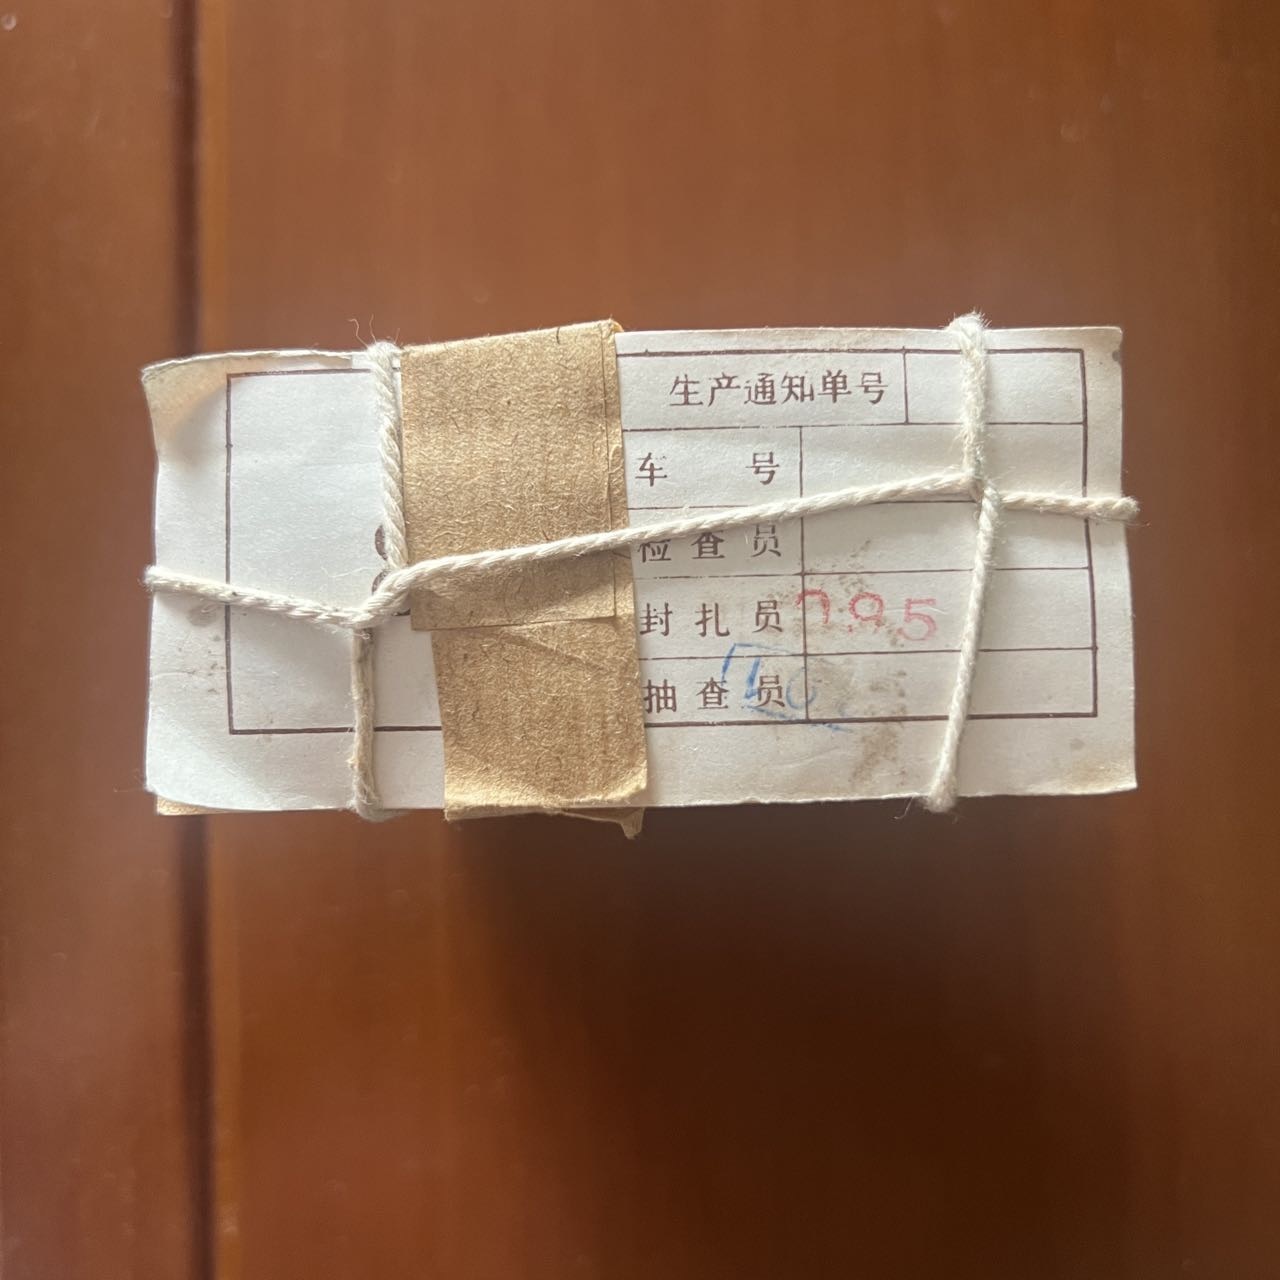 生产通知单号
车 号
检查员
封扎员 795
抽查员